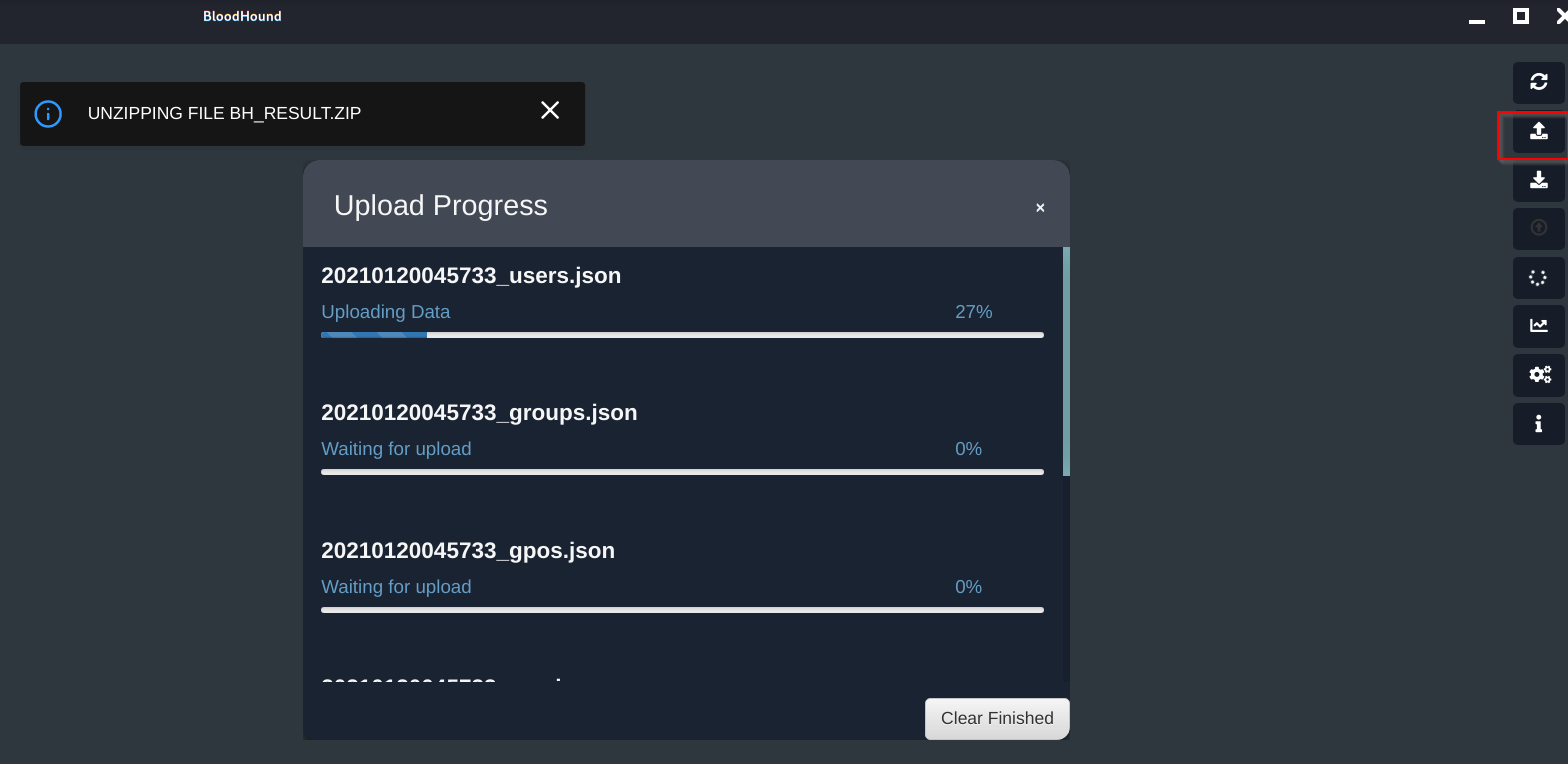 BloodHound
UNZIPPING FILE BH_RESULT.ZIP
Upload Progress
20210120045733_users.json
Uploading Data 27%
20210120045733_groups.json
Waiting for upload 0%
20210120045733_gpos.json
Waiting for upload 0%
Clear Finished